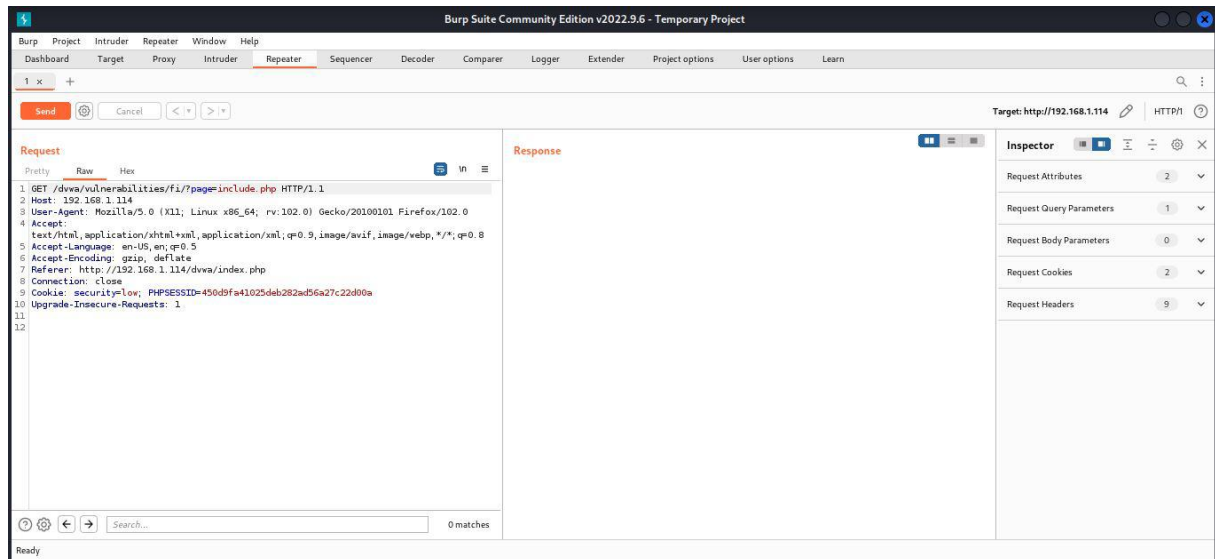 Burp Suite Community Edition v2022.9.6 - Temporary Project
Burp Project Intruder Repeater Window Help
Dashboard Target Proxy Intruder Repeater Sequencer Decoder Comparer Logger Extender Project options User options Learn
1 × +
Send Cancel < > Target: http://192.168.1.114 HTTP/1
Request
Pretty Raw Hex \n
1 GET /dvwa/vulnerabilities/fi/?page=include.php HTTP/1.1
2 Host: 192.168.1.114
3 User-Agent: Mozilla/5.0 (X11; Linux x86_64; rv:102.0) Gecko/20100101 Firefox/102.0
4 Accept:
text/html,application/xhtml+xml,application/xml;q=0.9,image/avif,image/webp,*/*;q=0.8
5 Accept-Language: en-US,en;q=0.5
6 Accept-Encoding: gzip, deflate
7 Referer: http://192.168.1.114/dvwa/index.php
8 Connection: close
9 Cookie: security=low; PHPSESSID=450d9fa41025deb282ad56a27c22d00a
10 Upgrade-Insecure-Requests: 1
11
12
Search... 0 matches
Response
Inspector
Request Attributes 2
Request Query Parameters 1
Request Body Parameters 0
Request Cookies 2
Request Headers 9
Ready